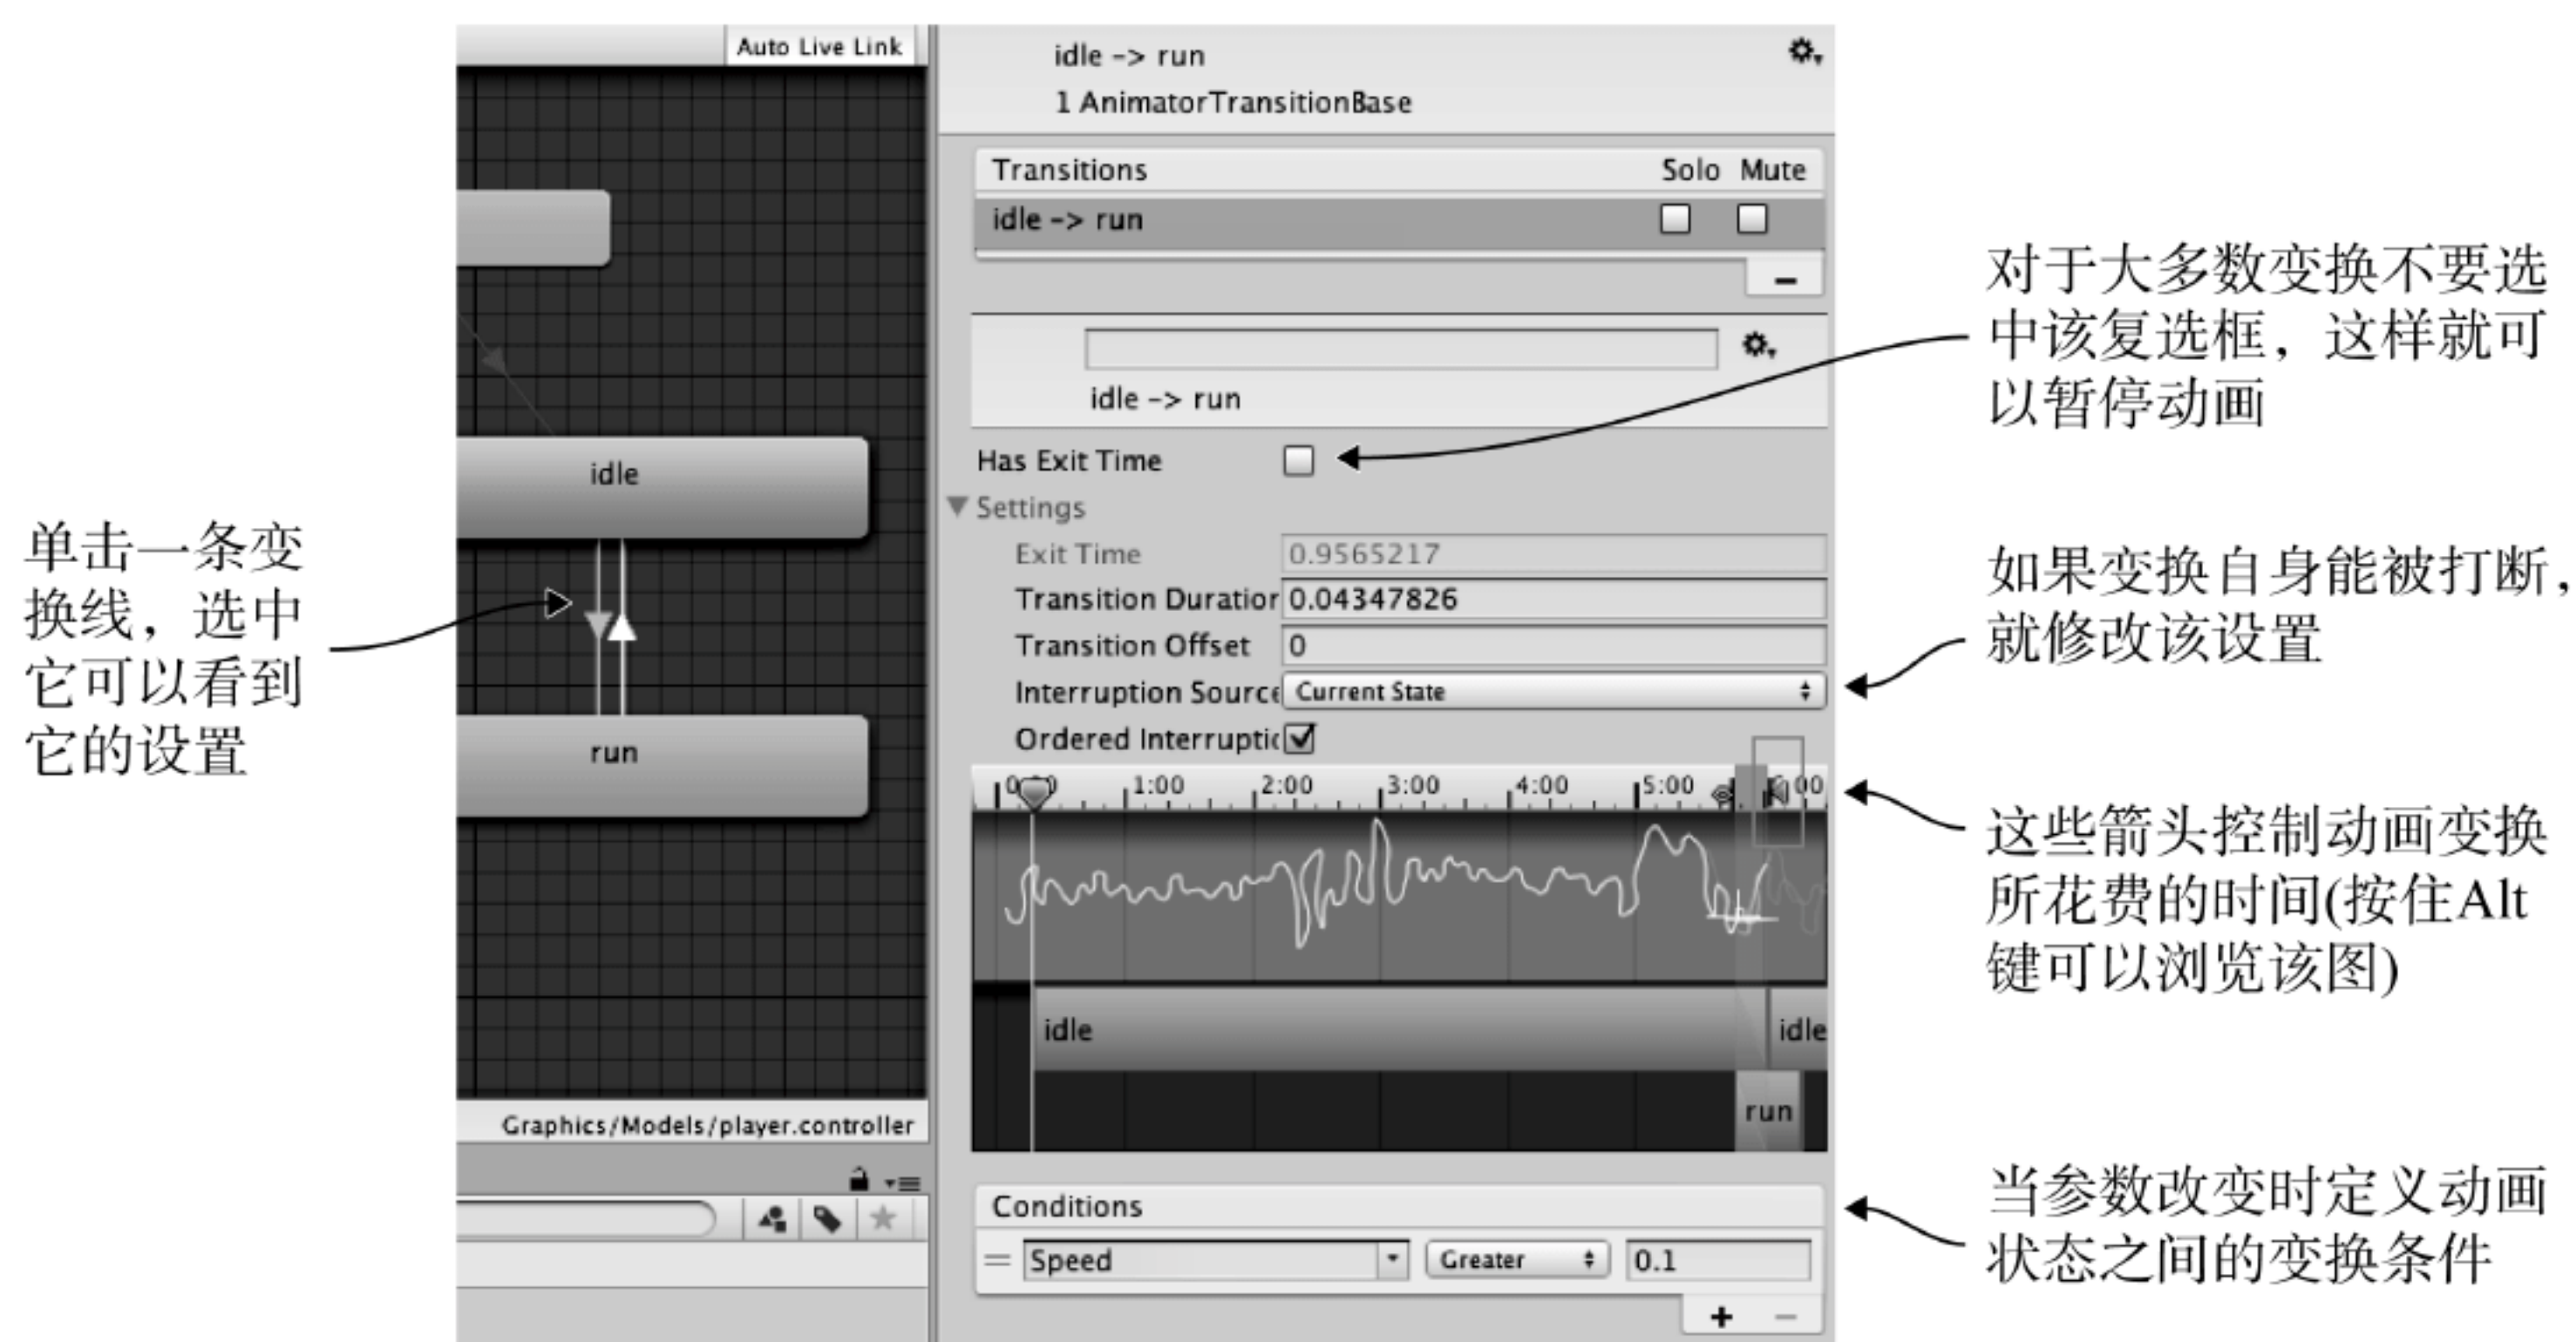 Auto Live Link
idle -> run
1 AnimatorTransitionBase
Transitions Solo Mute
idle -> run
idle -> run
Has Exit Time
Settings
Exit Time 0.9565217
Transition Duration 0.04347826
Transition Offset 0
Interruption Source Current State
Ordered Interruptic
0:00 1:00 2:00 3:00 4:00 5:00 6:00
idle idle
run
Conditions
Speed Greater 0.1
idle
run
Graphics/Models/player.controller
单击一条变
换线，选中
它可以看到
它的设置
对于大多数变换不要选
中该复选框，这样就可
以暂停动画
如果变换自身能被打断，
就修改该设置
这些箭头控制动画变换
所花费的时间(按住Alt
键可以浏览该图)
当参数改变时定义动画
状态之间的变换条件